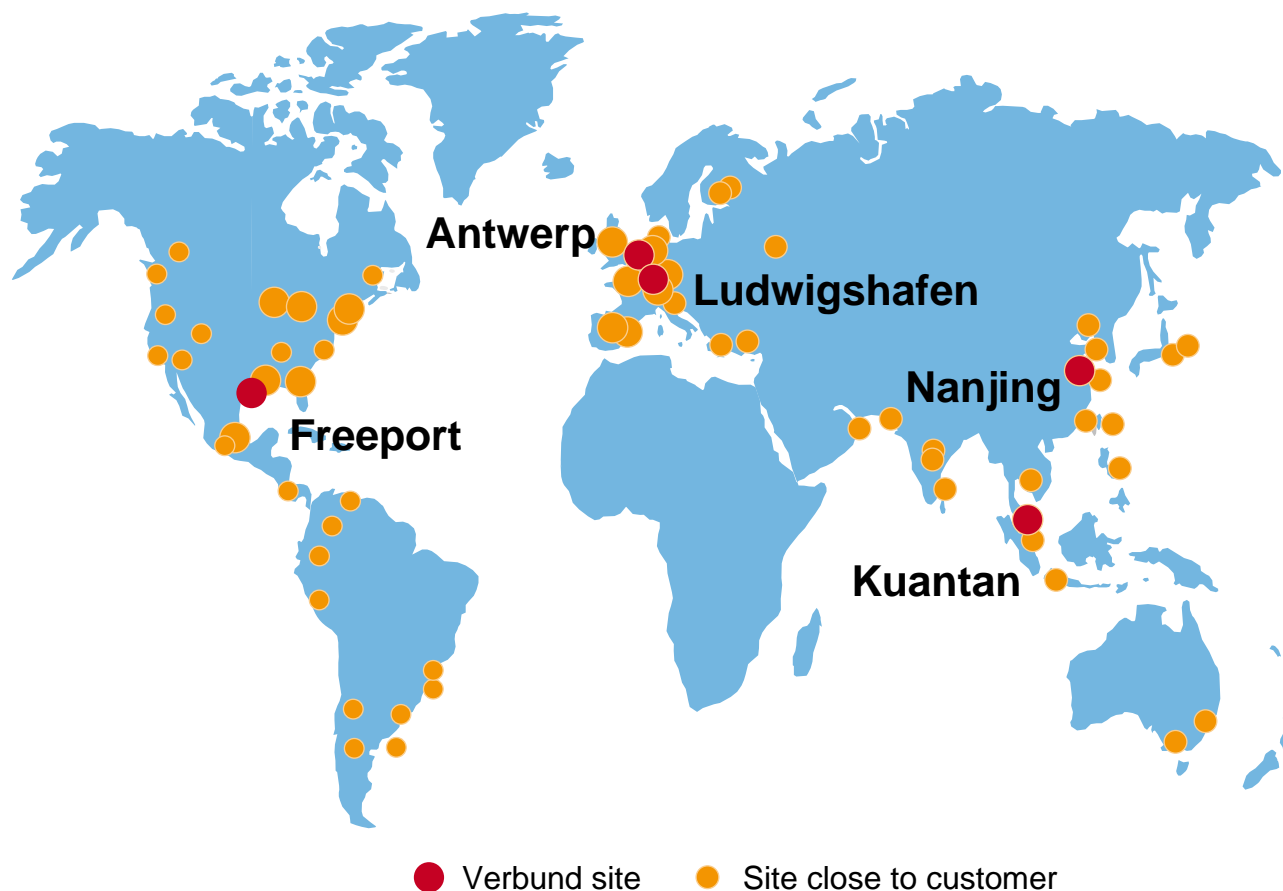 Antwerp
Ludwigshafen
Nanjing
Freeport
Kuantan
Verbund site
Site close to customer